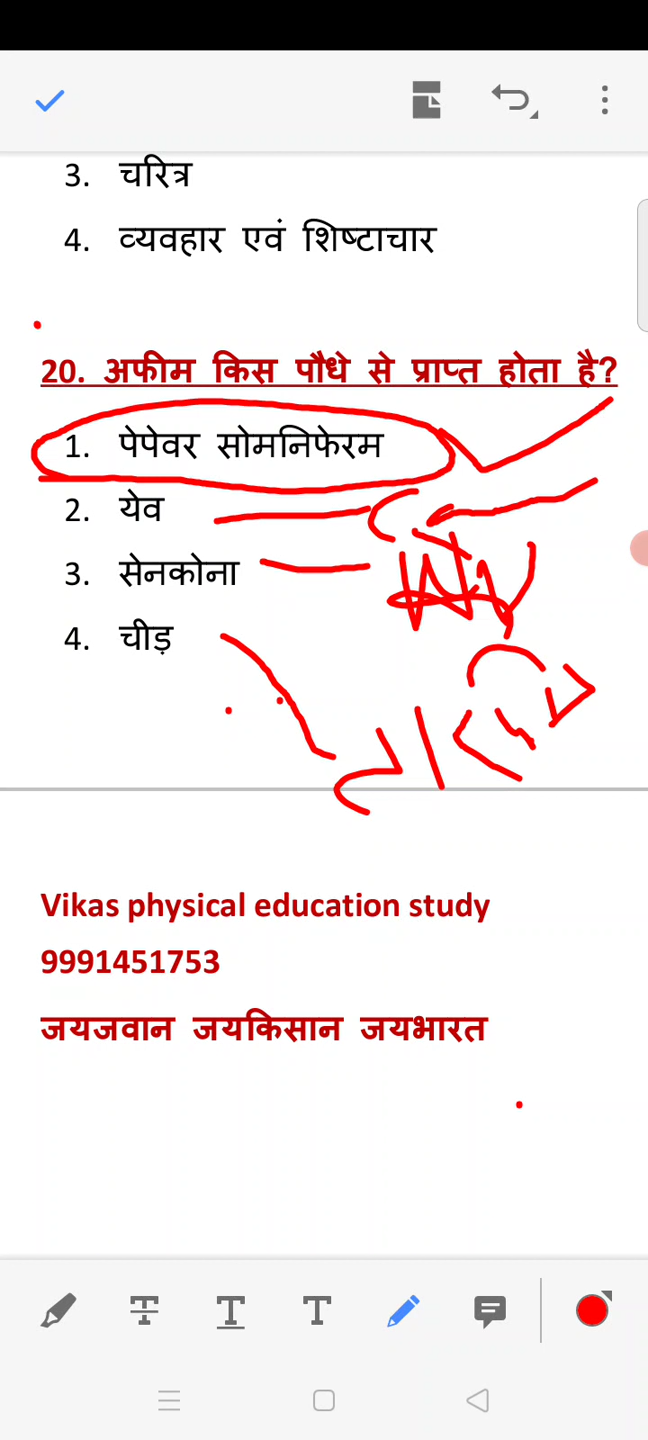 3. चरित्र
4. व्यवहार एवं शिष्टाचार
20. अफीम किस पौधे से प्राप्त होता है?
1. पेपेवर सोमनिफेरम
2. येव
3. सेनकोना
4. चीड़
Vikas physical education study
9991451753
जयजवान जयकिसान जयभारत